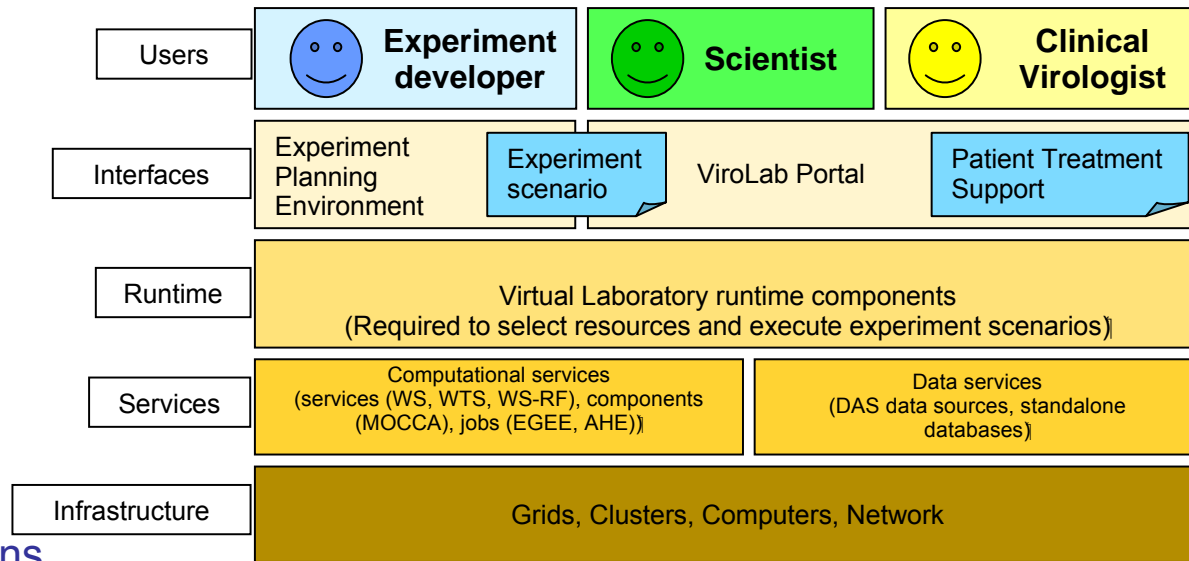 Users
Experiment
developer
Scientist
Clinical
Virologist
Interfaces
Experiment
Planning
Environment
Experiment
scenario
ViroLab Portal
Patient Treatment
Support
Runtime
Virtual Laboratory runtime components
(Required to select resources and execute experiment scenarios)
Services
Computational services
(services (WS, WTS, WS-RF), components
(MOCCA), jobs (EGEE, AHE))
Data services
(DAS data sources, standalone
databases)
Infrastructure
Grids, Clusters, Computers, Network
ns